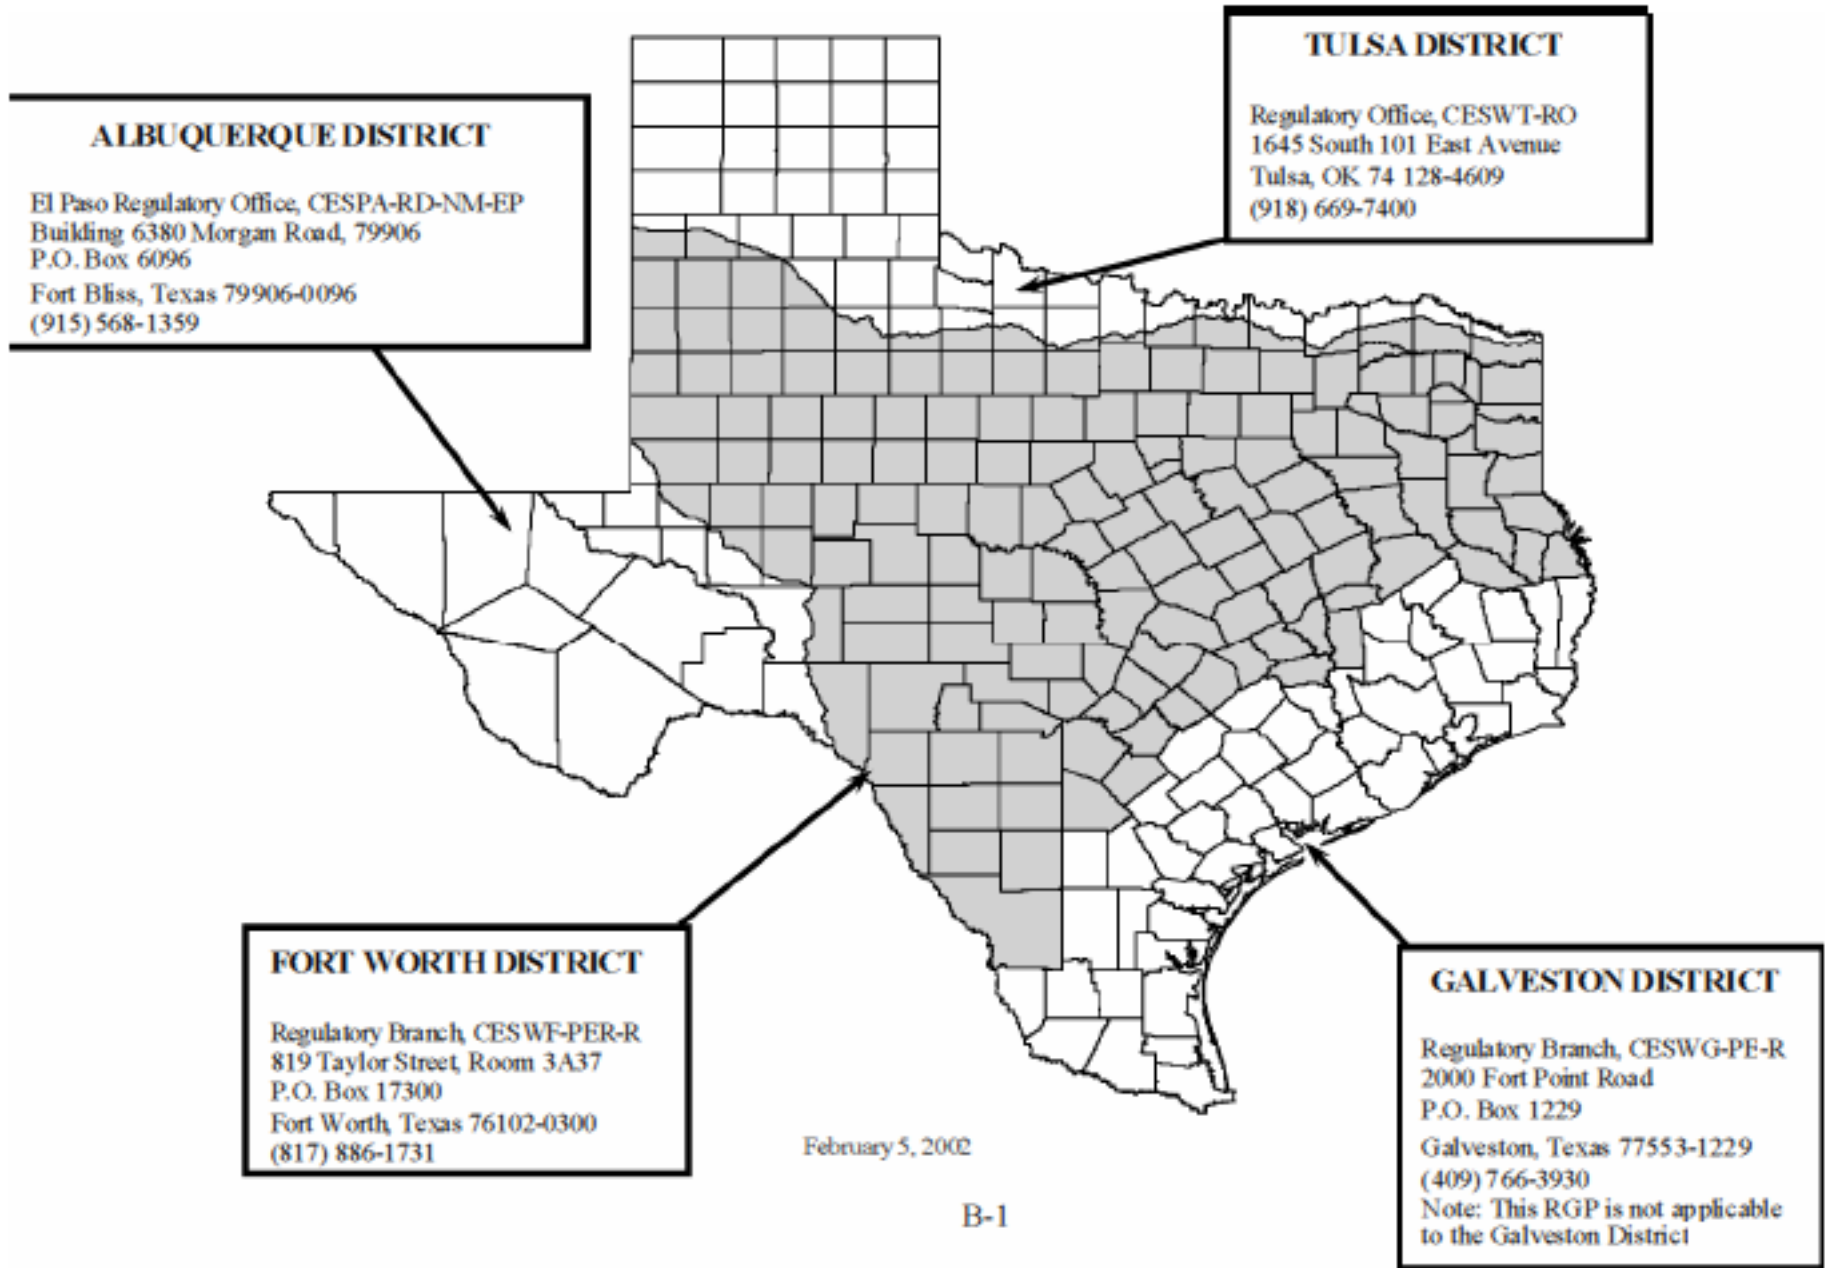 TULSA DISTRICT
Regulatory Office, CESWT-RO
1645 South 101 East Avenue
Tulsa, OK 74 128-4609
(918) 669-7400
ALBUQUERQUE DISTRICT
El Paso Regulatory Office, CESPA-RD-NM-EP
Building 6380 Morgan Road, 79906
P.O. Box 6096
Fort Bliss, Texas 79906-0096
(915) 568-1359
FORT WORTH DISTRICT
Regulatory Branch, CESWF-PER-R
819 Taylor Street, Room 3A37
P.O. Box 17300
Fort Worth, Texas 76102-0300
(817) 886-1731
GALVESTON DISTRICT
Regulatory Branch, CESWG-PE-R
2000 Fort Point Road
P.O. Box 1229
Galveston, Texas 77553-1229
(409) 766-3930
Note: This RGP is not applicable
to the Galveston District
February 5, 2002
B-1